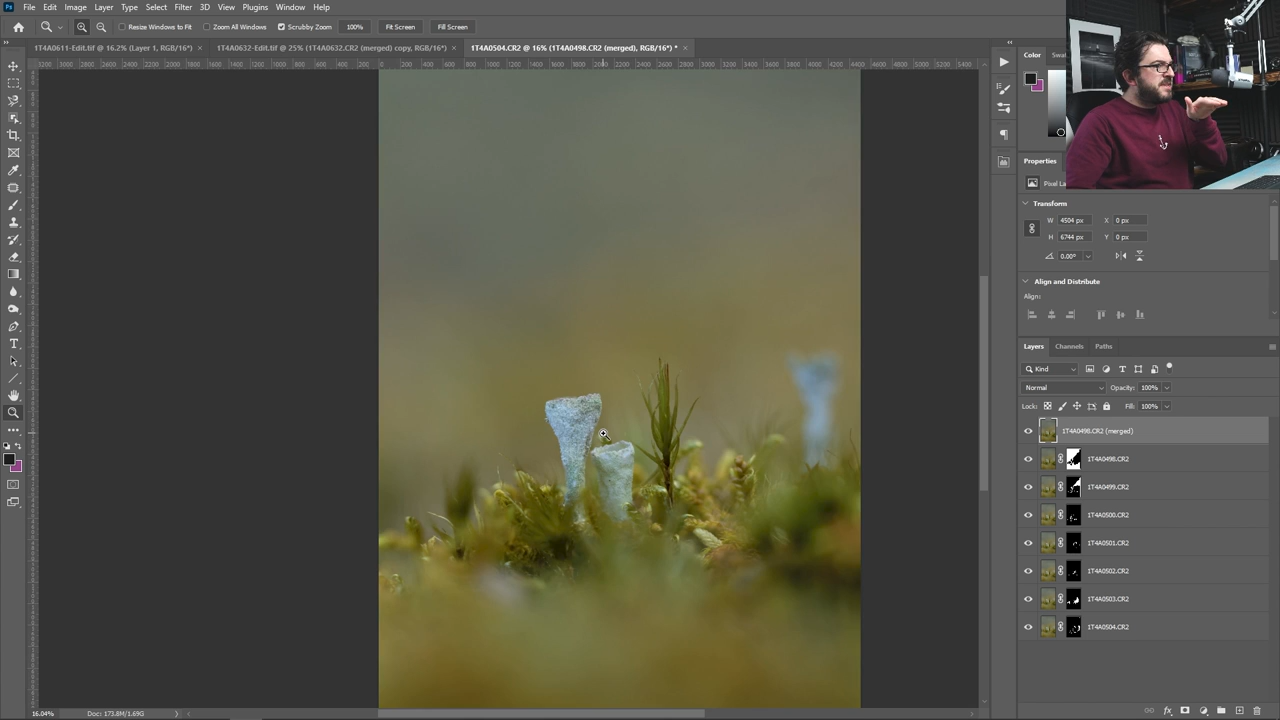 Ps File Edit Image Layer Type Select Filter 3D View Plugins Window Help
Resize Windows to Fit Zoom All Windows Scrubby Zoom 100% Fit Screen Fill Screen
1T4A0611-Edit.tif @ 16.2% (Layer 1, RGB/16*) × 1T4A0632-Edit.tif @ 25% (1T4A0632.CR2 (merged) copy, RGB/16*) × 1T4A0504.CR2 @ 16% (1T4A0498.CR2 (merged), RGB/16*) * ×
Color
Properties
Transform
W 4504 px X 0 px
H 6744 px Y 0 px
0.00°
Align and Distribute
Align:
Layers Channels Paths
Kind
Normal Opacity: 100%
Lock: Fill: 100%
1T4A0498.CR2 (merged)
1T4A0498.CR2
1T4A0499.CR2
1T4A0500.CR2
1T4A0501.CR2
1T4A0502.CR2
1T4A0503.CR2
1T4A0504.CR2
16.04% Doc: 173.8M/1.69G